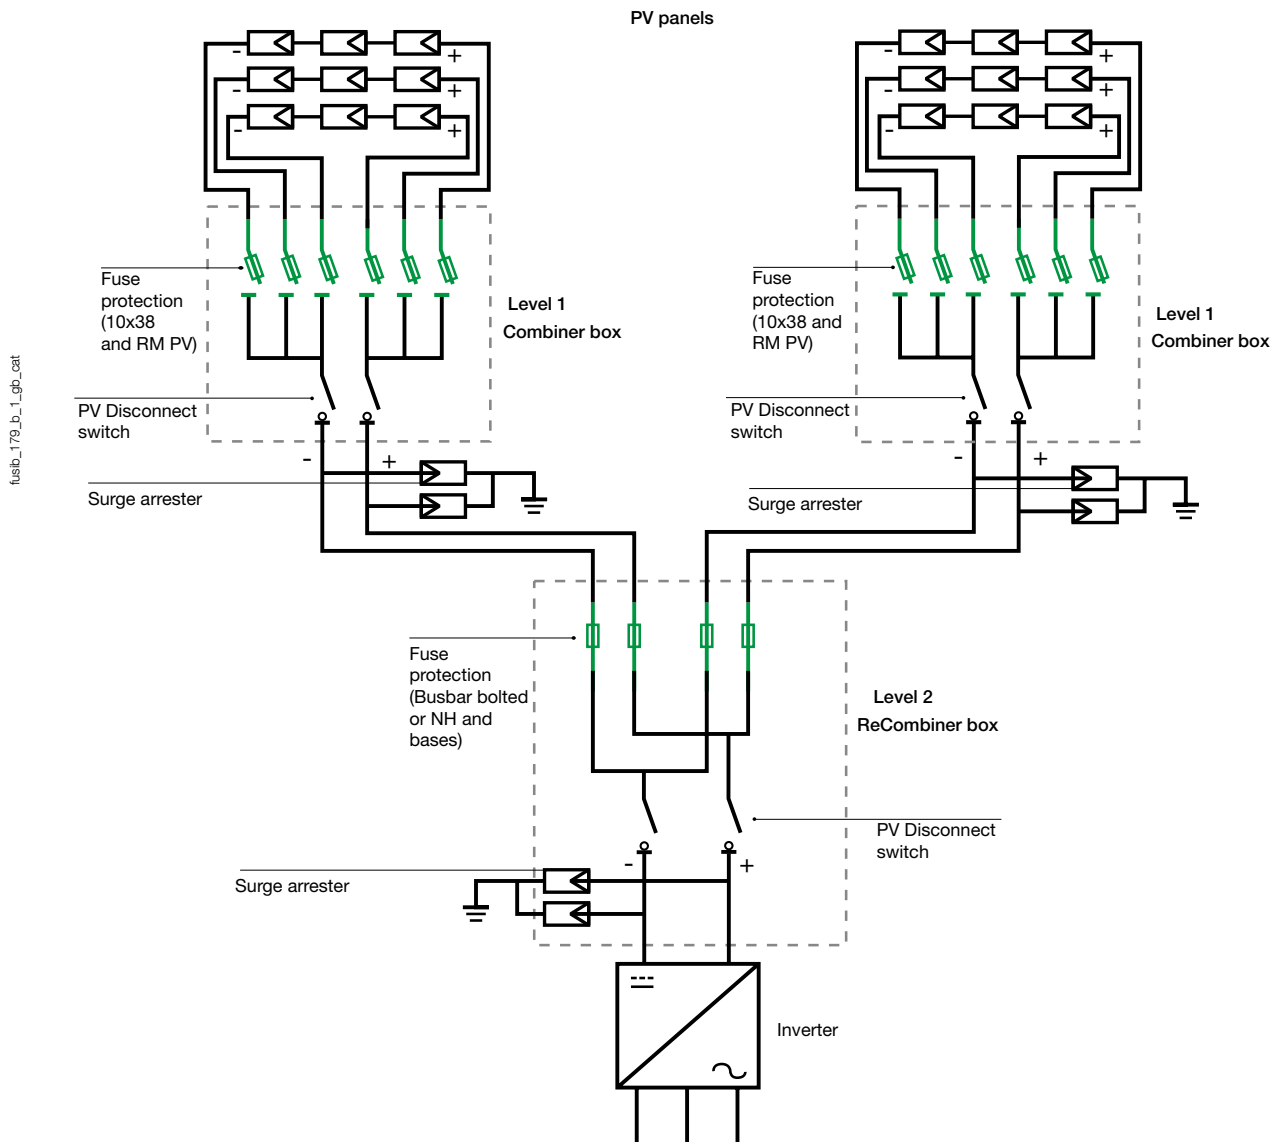 PV panels
-
+
-
+
-
+
-
+
-
+
-
+
Fuse
protection
(10x38
and RM PV)
Level 1
Combiner box
PV Disconnect
switch
-
+
Surge arrester
Fuse
protection
(10x38 and
RM PV)
Level 1
Combiner box
PV Disconnect
switch
-
+
Surge arrester
fusib_179_b_1_gb_cat
Fuse
protection
(Busbar bolted
or NH and
bases)
Level 2
ReCombiner box
PV Disconnect
switch
-
+
Surge arrester
Inverter